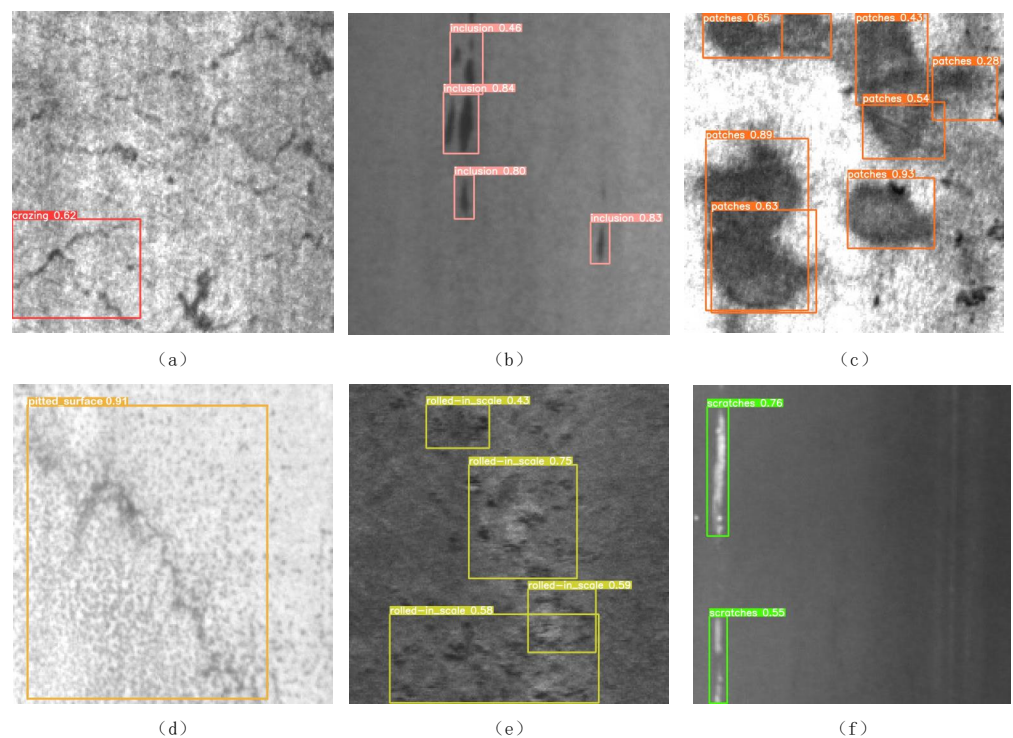 crazing 0.62
inclusion 0.46
inclusion 0.84
inclusion 0.80
inclusion 0.83
patches 0.65
patches 0.43
patches 0.28
patches 0.54
patches 0.89
patches 0.93
patches 0.63
(a)
(b)
(c)
pitted_surface 0.91
rolled-in_scale 0.43
rolled-in_scale 0.75
rolled-in_scale 0.59
rolled-in_scale 0.58
scratches 0.76
scratches 0.55
(d)
(e)
(f)